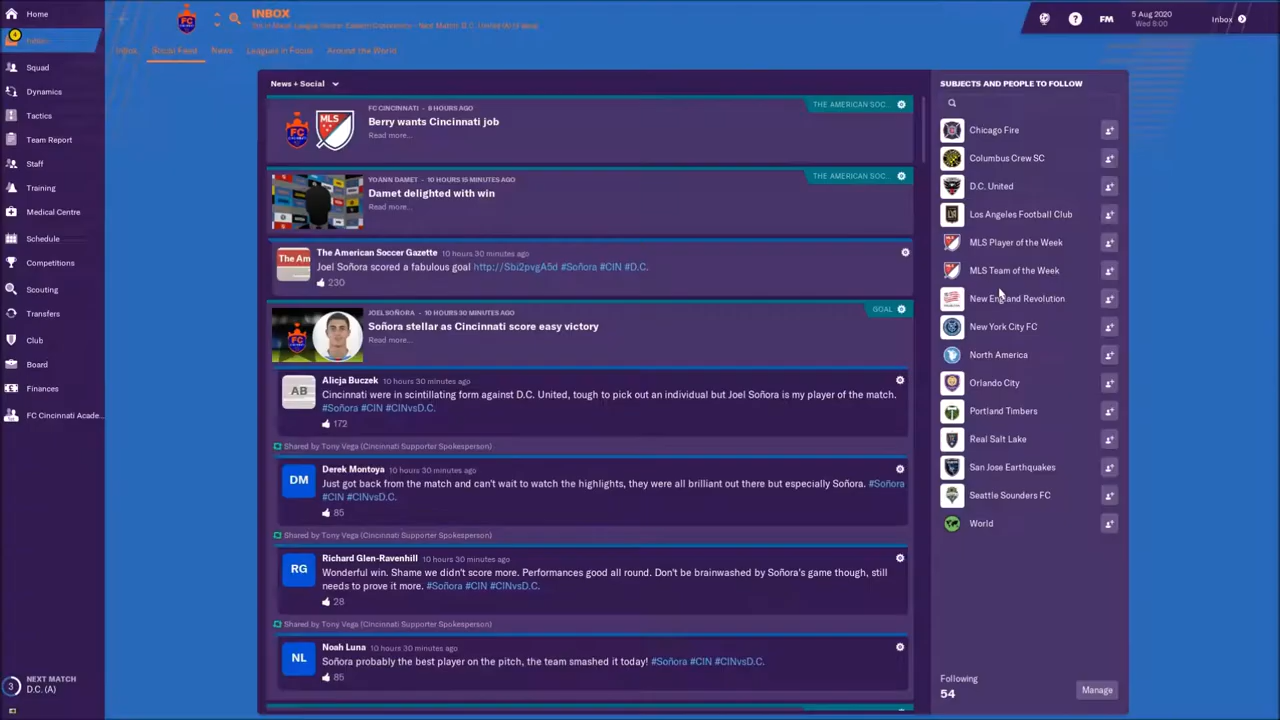 Home
INBOX
FM
5 Aug 2020
Wed 8:00
Inbox
4
Inbox
Social Feed
News
Leagues in Focus
Around the World
Squad
Dynamics
Tactics
Team Report
Staff
Training
Medical Centre
Schedule
Competitions
Scouting
Transfers
Club
Board
Finances
FC Cincinnati Acade...
3
NEXT MATCH
D.C. (A)
News + Social
FC CINCINNATI - 9 HOURS AGO
THE AMERICAN SOC...
Berry wants Cincinnati job
Read more...
YOANN DAMET - 10 HOURS 15 MINUTES AGO
THE AMERICAN SOC...
Damet delighted with win
Read more...
The Am
The American Soccer Gazette 10 hours 30 minutes ago
Joel Soñora scored a fabulous goal http://Sbi2pvgA5d #Soñora #CIN #D.C.
230
JOEL SOÑORA - 10 HOURS 30 MINUTES AGO
GOAL
Soñora stellar as Cincinnati score easy victory
Read more...
AB
Alicja Buczek 10 hours 30 minutes ago
Cincinnati were in scintillating form against D.C. United, tough to pick out an individual but Joel Soñora is my player of the match.
#Soñora #CIN #CINvsD.C.
172
Shared by Tony Vega (Cincinnati Supporter Spokesperson)
DM
Derek Montoya 10 hours 30 minutes ago
Just got back from the match and can't wait to watch the highlights, they were all brilliant out there but especially Soñora. #Soñora
#CIN #CINvsD.C.
85
Shared by Tony Vega (Cincinnati Supporter Spokesperson)
RG
Richard Glen-Ravenhill 10 hours 30 minutes ago
Wonderful win. Shame we didn't score more. Performances good all round. Don't be brainwashed by Soñora's game though, still
needs to prove it more. #Soñora #CIN #CINvsD.C.
28
Shared by Tony Vega (Cincinnati Supporter Spokesperson)
NL
Noah Luna 10 hours 30 minutes ago
Soñora probably the best player on the pitch, the team smashed it today! #Soñora #CIN #CINvsD.C.
85
SUBJECTS AND PEOPLE TO FOLLOW
Chicago Fire
Columbus Crew SC
D.C. United
Los Angeles Football Club
MLS Player of the Week
MLS Team of the Week
New England Revolution
New York City FC
North America
Orlando City
Portland Timbers
Real Salt Lake
San Jose Earthquakes
Seattle Sounders FC
World
Following
54
Manage